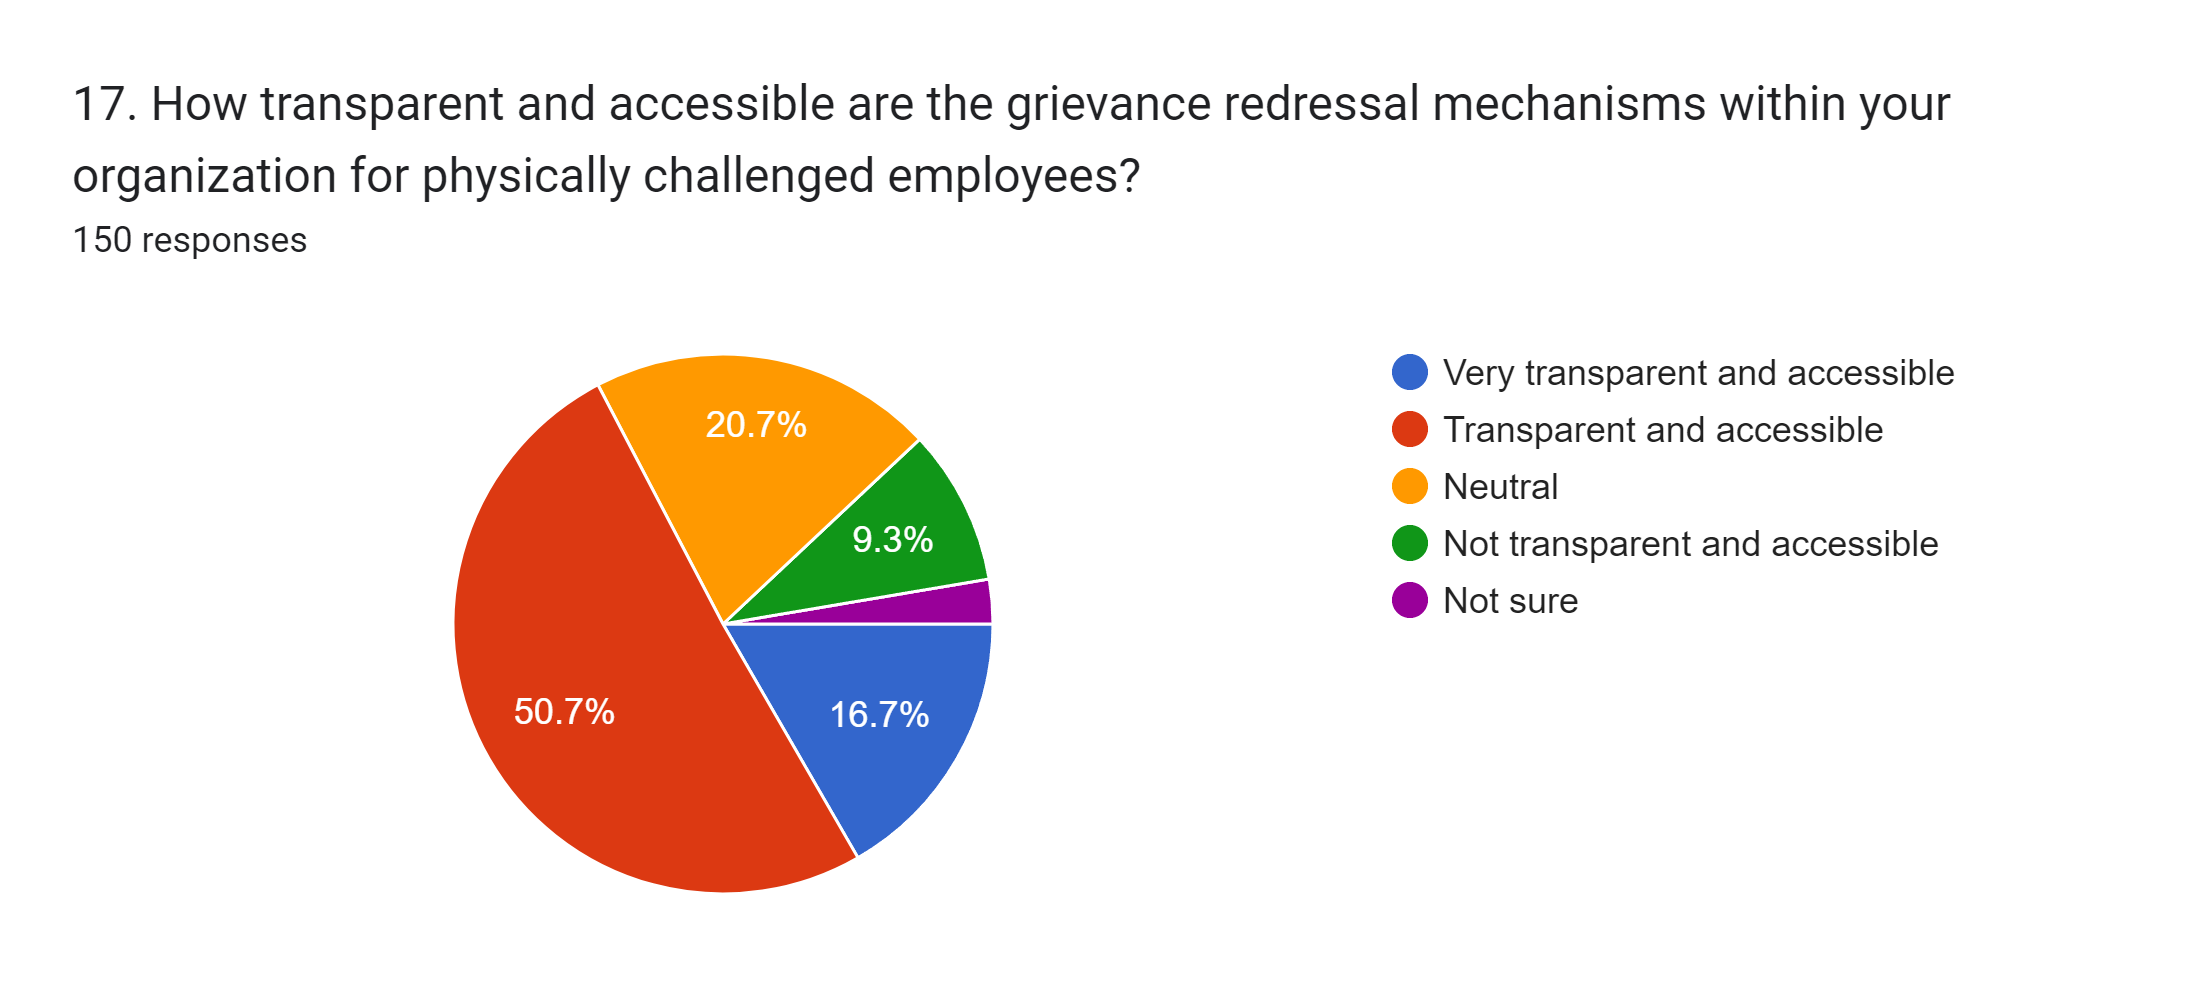 17. How transparent and accessible are the grievance redressal mechanisms within your
organization for physically challenged employees?
150 responses
20.7%
9.3%
50.7%
16.7%
Very transparent and accessible
Transparent and accessible
Neutral
Not transparent and accessible
Not sure